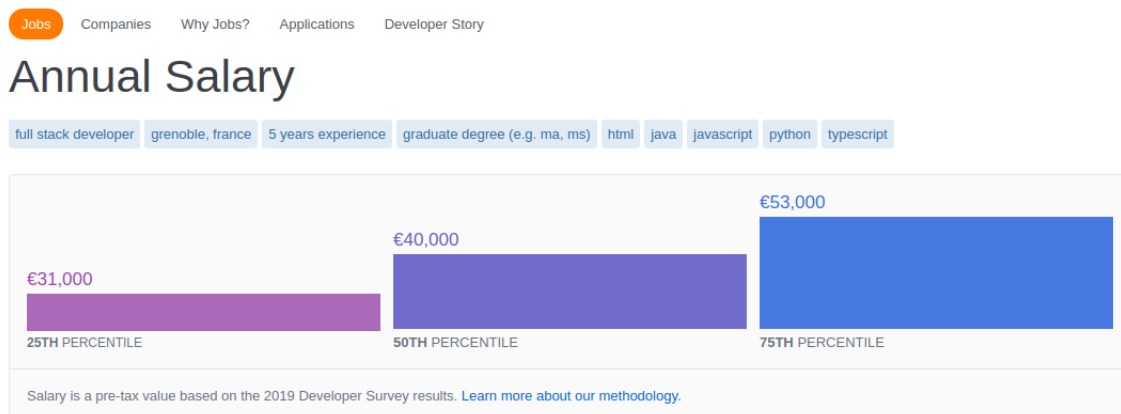 Jobs Companies Why Jobs? Applications Developer Story
Annual Salary
full stack developer grenoble, france 5 years experience graduate degree (e.g. ma, ms) html java javascript python typescript
€53,000
€40,000
€31,000
25TH PERCENTILE 50TH PERCENTILE 75TH PERCENTILE
Salary is a pre-tax value based on the 2019 Developer Survey results. Learn more about our methodology.